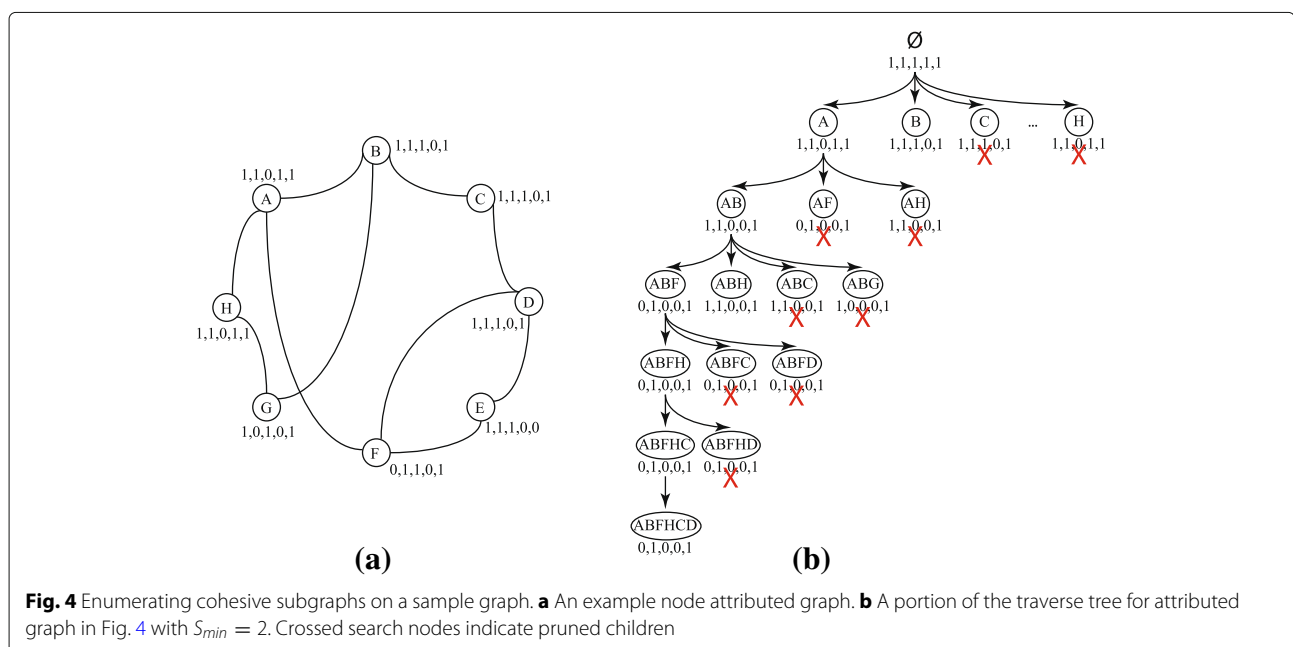 B
1,1,1,0,1
1,1,0,1,1
A
C
1,1,1,0,1
H
1,1,0,1,1
D
1,1,1,0,1
G
1,0,1,0,1
E
1,1,1,0,0
F
0,1,1,0,1
(a)
Ø
1,1,1,1,1
A
B
C
...
H
1,1,0,1,1
1,1,1,0,1
1,1,1,0,1
1,1,0,1,1
AB
AF
AH
1,1,0,0,1
0,1,0,0,1
1,1,0,0,1
ABF
ABH
ABC
ABG
0,1,0,0,1
1,1,0,0,1
1,1,0,0,1
1,0,0,0,1
ABFH
ABFC
ABFD
0,1,0,0,1
0,1,0,0,1
0,1,0,0,1
ABFHC
ABFHD
0,1,0,0,1
0,1,0,0,1
ABFHCD
0,1,0,0,1
(b)
Fig. 4 Enumerating cohesive subgraphs on a sample graph. a An example node attributed graph. b A portion of the traverse tree for attributed
graph in Fig. 4 with Smin = 2. Crossed search nodes indicate pruned children